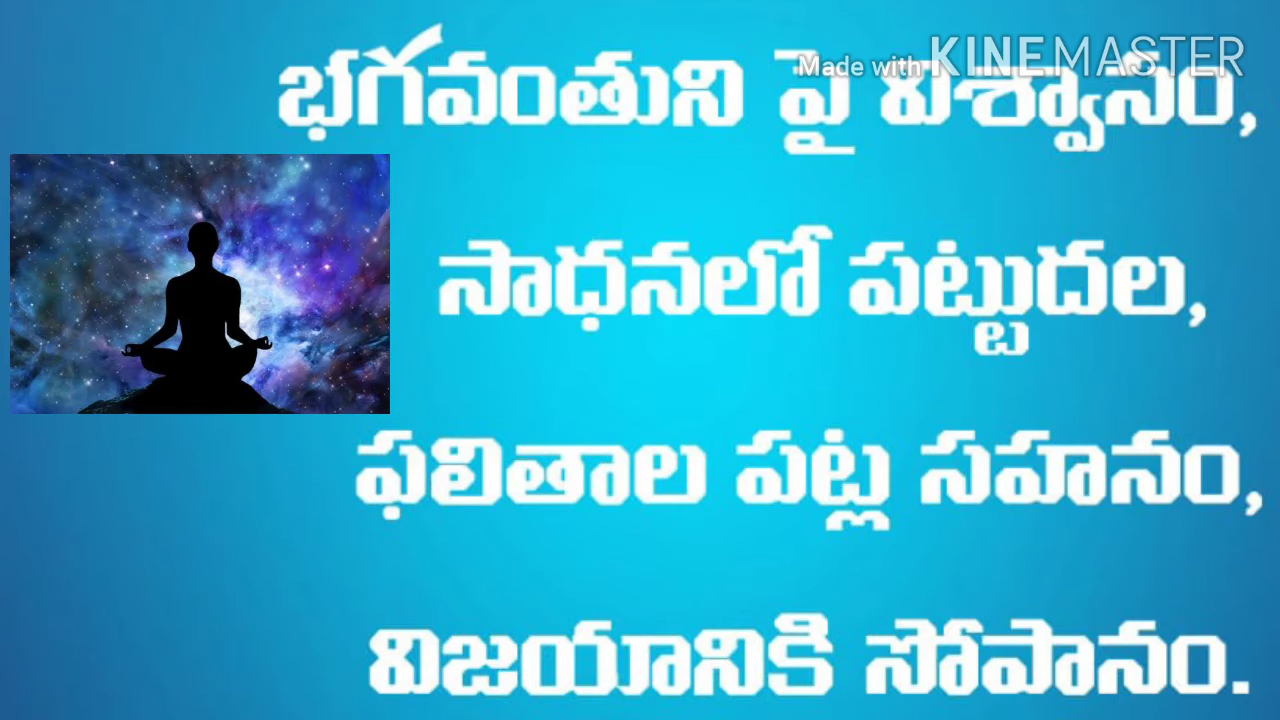 భగవంతుని పై విశ్వాసం,
Made with KINEMASTER
సాధనలో పట్టుదల,
ఫలితాల పట్ల సహనం,
విజయానికి సోపానం.